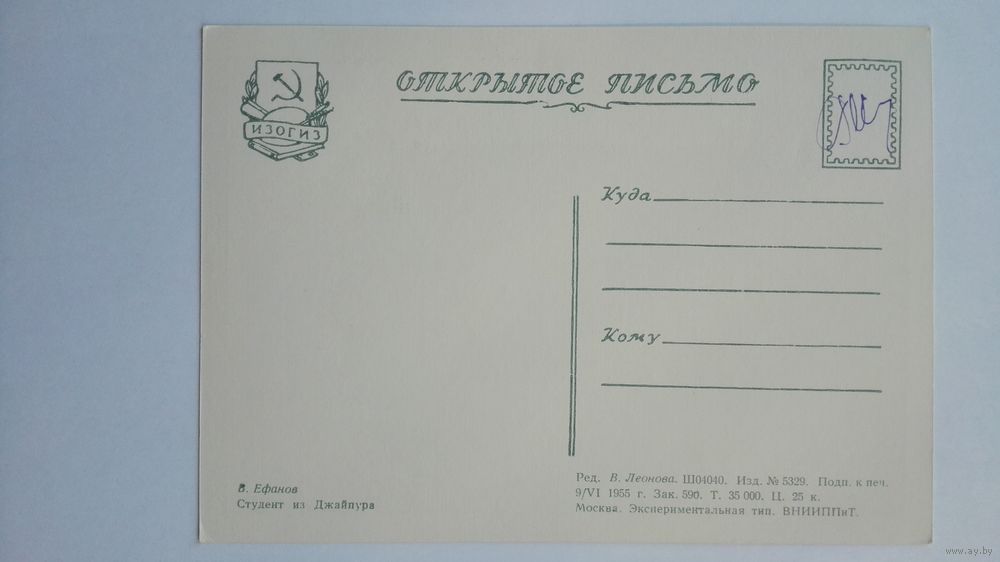 ОТКРЫТОЕ ПИСЬМО
ИЗОГИЗ
Куда
Кому
В. Ефанов
Студент из Джайпура
Ред. В. Леонова. Ш04040. Изд. № 5329. Подп. к печ.
9/VI 1955 г. Зак. 590. Т. 35 000. Ц. 25 к.
Москва. Экспериментальная тип. ВНИИППиТ.
www.ay.by